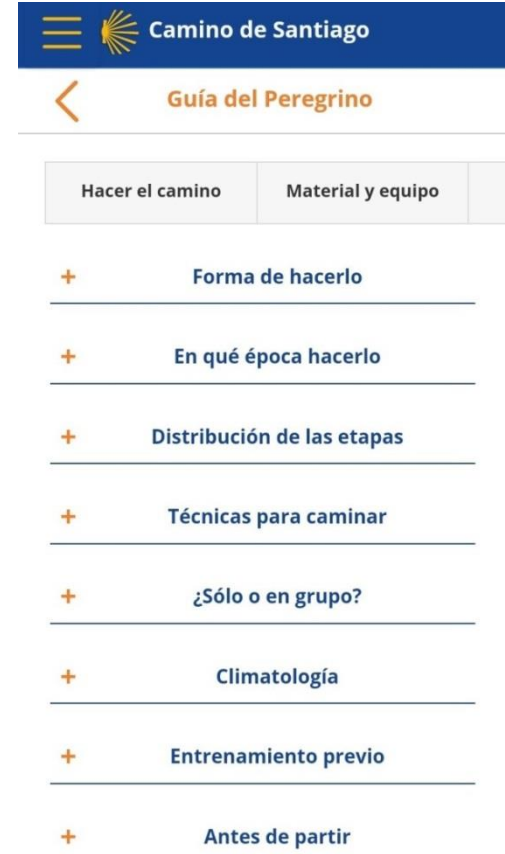 Camino de Santiago
Guía del Peregrino
Hacer el camino Material y equipo
+ Forma de hacerlo
+ En qué época hacerlo
+ Distribución de las etapas
+ Técnicas para caminar
+ ¿Sólo o en grupo?
+ Climatología
+ Entrenamiento previo
+ Antes de partir